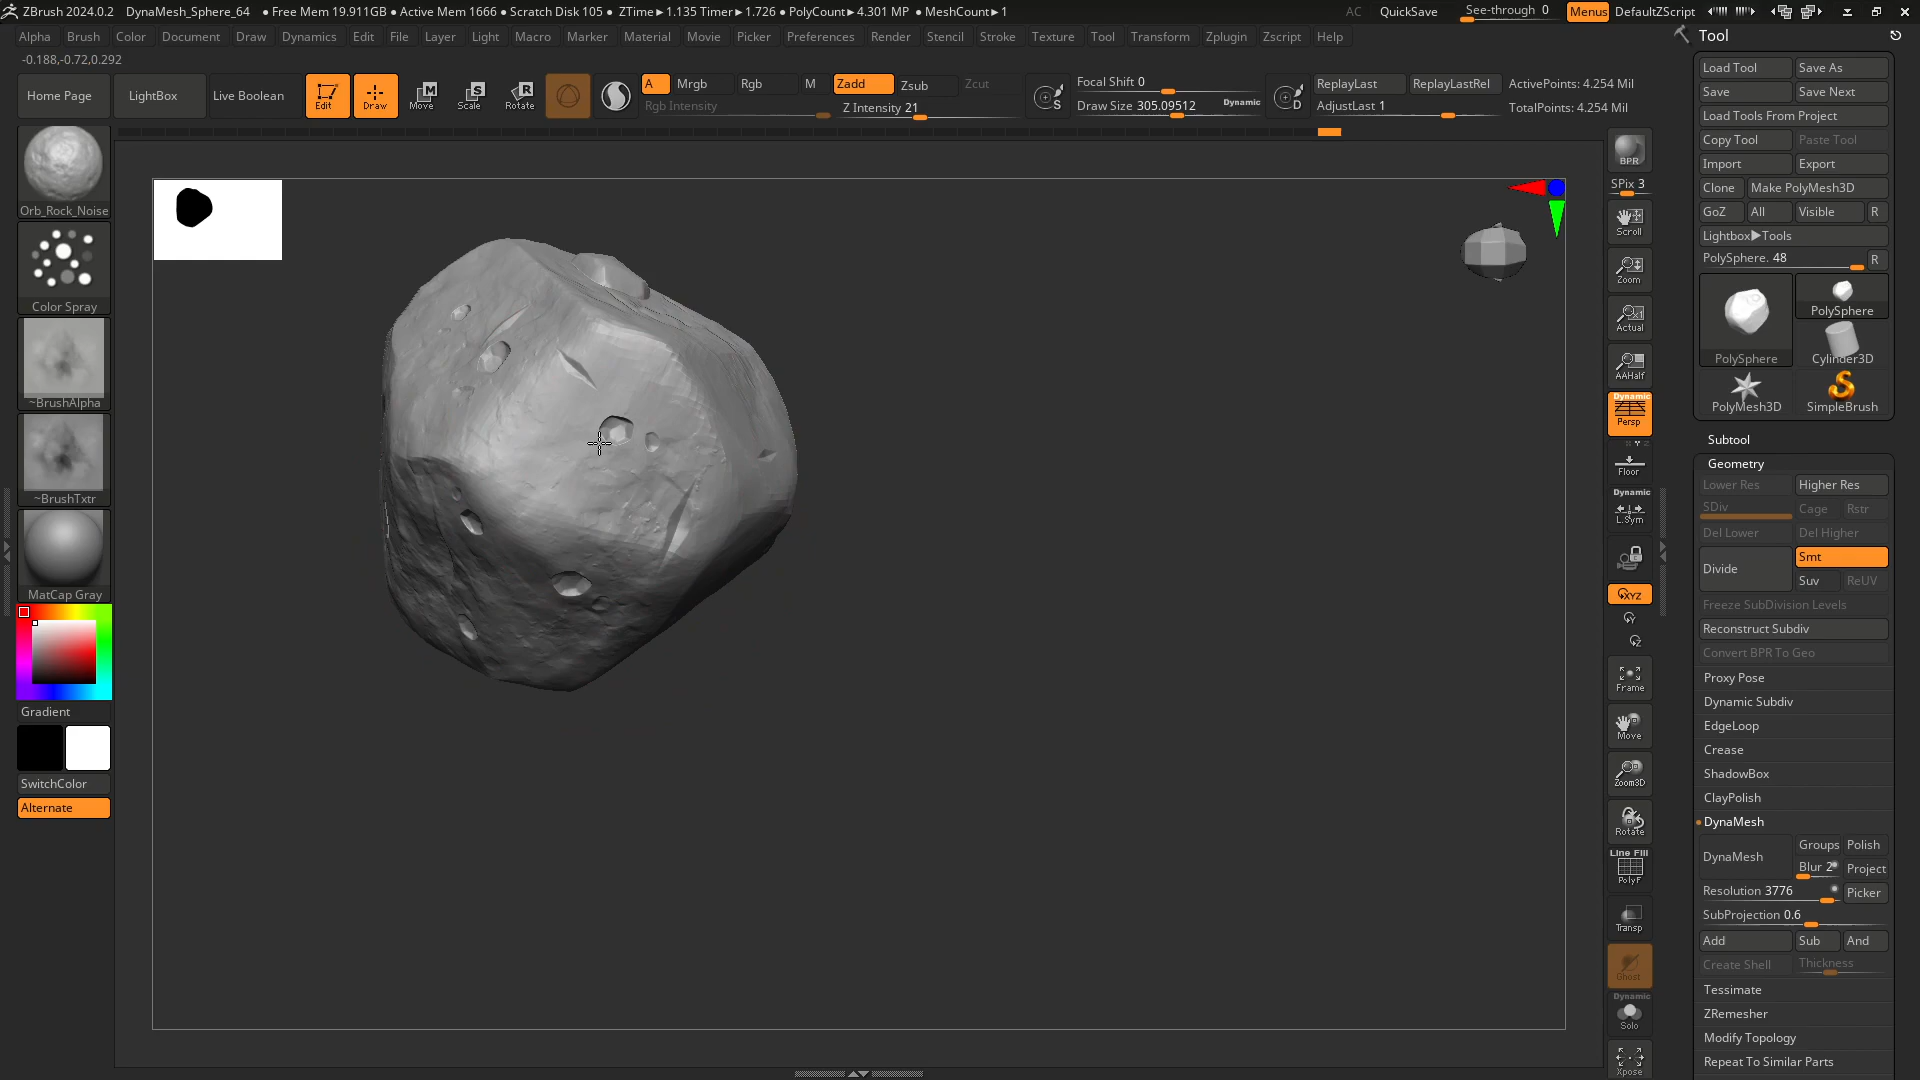 ZBrush 2024.0.2 DynaMesh_Sphere_64 ● Free Mem 19.911GB ● Active Mem 1666 ● Scratch Disk 105 ● ZTime►1.135 Timer►1.726 ● PolyCount►4.301 MP ● MeshCount►1 AC QuickSave See-through 0 Menus DefaultZScript
Alpha Brush Color Document Draw Dynamics Edit File Layer Light Macro Marker Material Movie Picker Preferences Render Stencil Stroke Texture Tool Transform Zplugin Zscript Help
-0.188,-0.72,0.292
Home Page LightBox Live Boolean Edit Draw Move Scale Rotate
A Mrgb Rgb M Zadd Zsub Zcut
Rgb Intensity Z Intensity 21
S Focal Shift 0
Draw Size 305.09512 Dynamic
D ReplayLast ReplayLastRel ActivePoints: 4.254 Mil
AdjustLast 1 TotalPoints: 4.254 Mil
Orb_Rock_Noise
Color Spray
~BrushAlpha
~BrushTxtr
MatCap Gray
Gradient
SwitchColor
Alternate
BPR
SPix 3
Scroll
Zoom
Actual
AAHalf
Dynamic
Persp
Floor
Dynamic
L.Sym
XYZ
Y
Z
Frame
Move
Zoom3D
Rotate
Line Fill
PolyF
Transp
Ghost
Dynamic
Solo
Xpose
Tool
Load Tool Save As
Save Save Next
Load Tools From Project
Copy Tool Paste Tool
Import Export
Clone Make PolyMesh3D
GoZ All Visible R
Lightbox►Tools
PolySphere. 48 R
PolySphere PolySphere
Cylinder3D
PolyMesh3D SimpleBrush
Subtool
Geometry
Lower Res Higher Res
SDiv Cage Rstr
Del Lower Del Higher
Divide Smt
Suv ReUV
Freeze SubDivision Levels
Reconstruct Subdiv
Convert BPR To Geo
Proxy Pose
Dynamic Subdiv
EdgeLoop
Crease
ShadowBox
ClayPolish
DynaMesh
DynaMesh Groups Polish
Blur 2 Project
Resolution 3776 Picker
SubProjection 0.6
Add Sub And
Create Shell Thickness
Tessimate
ZRemesher
Modify Topology
Repeat To Similar Parts